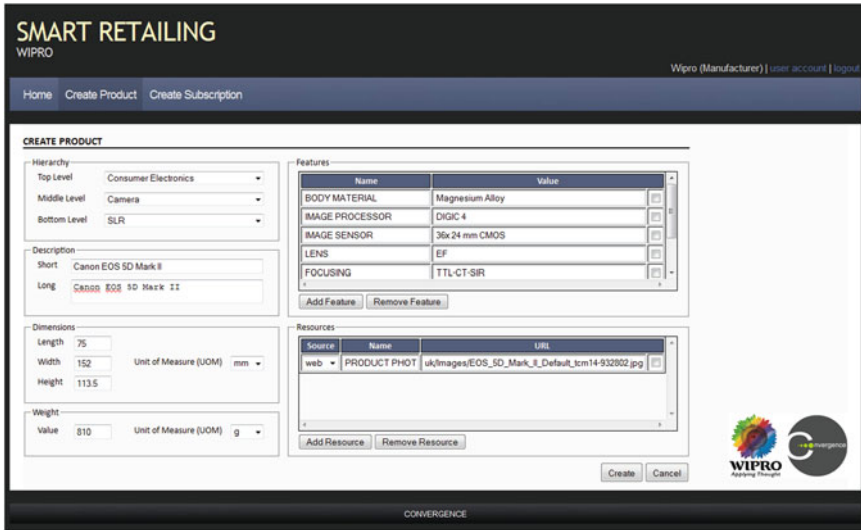 SMART RETAILING
WIPRO
Wipro (Manufacturer) | user account | logout
Home Create Product Create Subscription
CREATE PRODUCT
Hierarchy
Top Level Consumer Electronics
Middle Level Camera
Bottom Level SLR
Description
Short Canon EOS 5D Mark II
Long Canon EOS 5D Mark II
Dimensions
Length 75
Width 152 Unit of Measure (UOM) mm
Height 113.5
Weight
Value 810 Unit of Measure (UOM) g
Features
Name Value
BODY MATERIAL Magnesium Alloy
IMAGE PROCESSOR DIGIC 4
IMAGE SENSOR 36x 24 mm CMOS
LENS EF
FOCUSING TTL-CT-SIR
Add Feature Remove Feature
Resources
Source Name URL
web PRODUCT PHOT uk/Images/EOS_5D_Mark_II_Default_tcm14-932802.jpg
Add Resource Remove Resource
Create Cancel
WIPRO
Applying Thought
convergence
CONVERGENCE